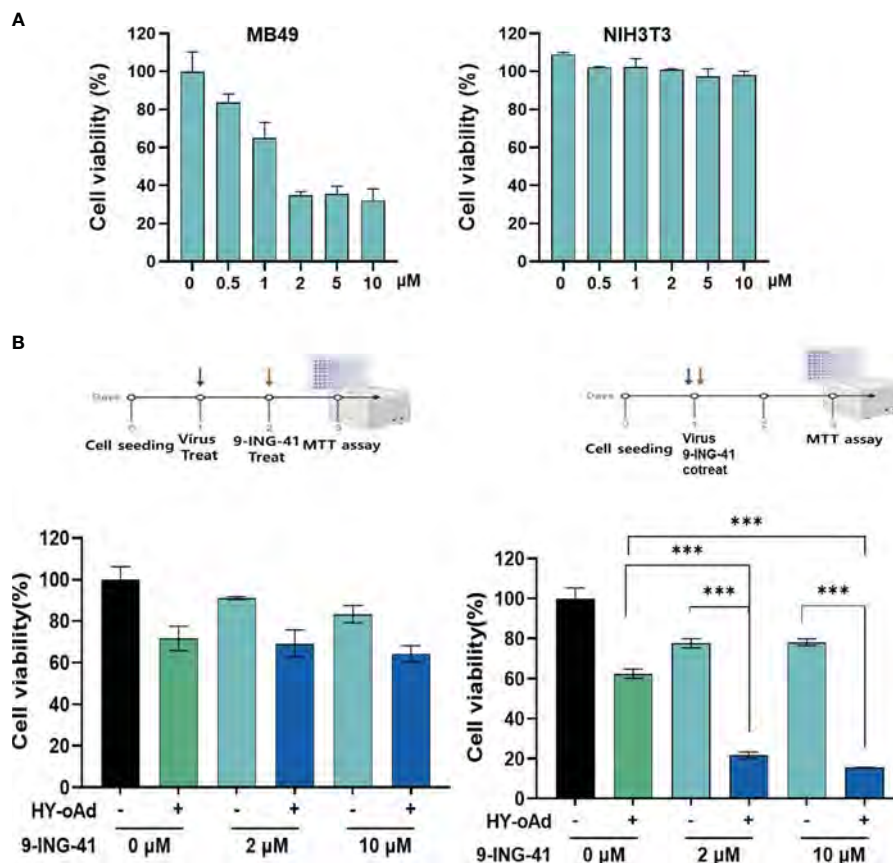 A
MB49
Cell viability (%)
120
100
80
60
40
20
0
0 0.5 1 2 5 10 µM
NIH3T3
Cell viability (%)
120
100
80
60
40
20
0
0 0.5 1 2 5 10 µM
B
Days
0 1 2 3
Cell seeding Virus Treat 9-ING-41 Treat MTT assay
0 1 2 3
Cell seeding Virus 9-ING-41 cotreat MTT assay
Cell viability(%)
120
100
80
60
40
20
0
HY-oAd - + - + - +
9-ING-41 0 µM 2 µM 10 µM
***
***
*** ***
Cell viability(%)
120
100
80
60
40
20
0
HY-oAd - + - + - +
9-ING-41 0 µM 2 µM 10 µM